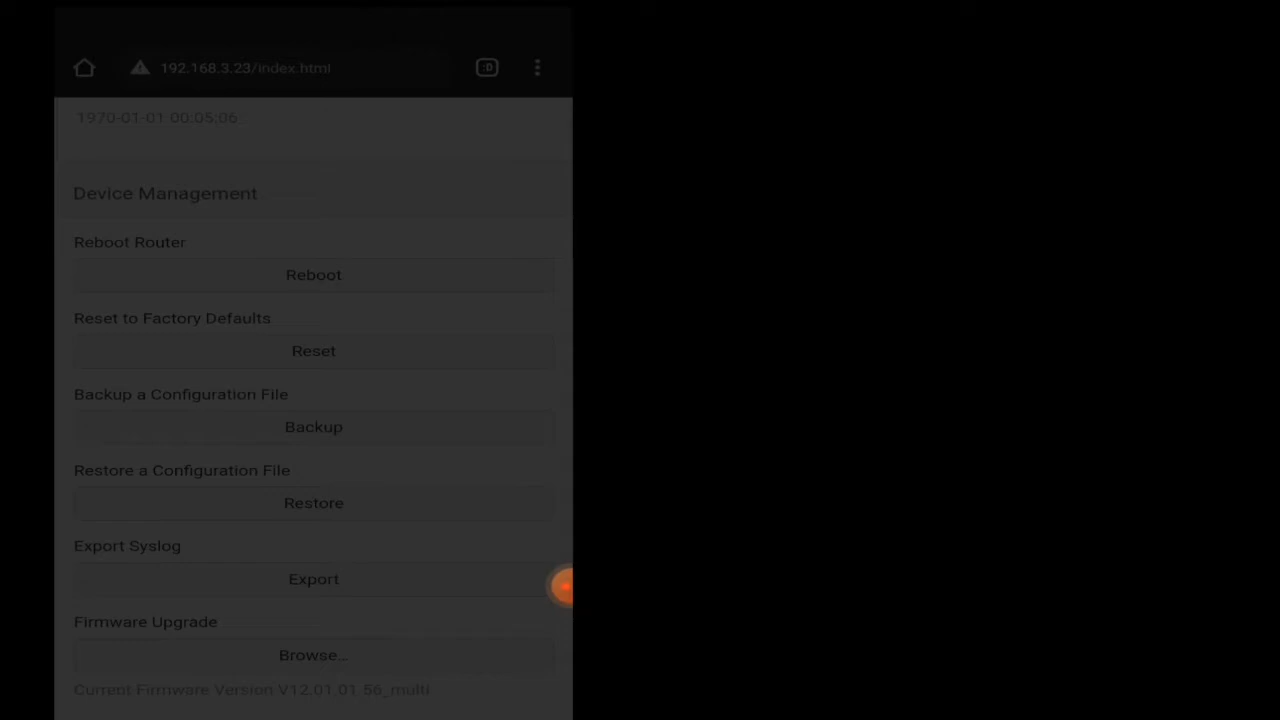 :D
192.168.3.23/index.html
1970-01-01 00:05:06
Device Management
Reboot Router
Reboot
Reset to Factory Defaults
Reset
Backup a Configuration File
Backup
Restore a Configuration File
Restore
Export Syslog
Export
Firmware Upgrade
Browse...
Current Firmware Version V12.01.01.56_multi